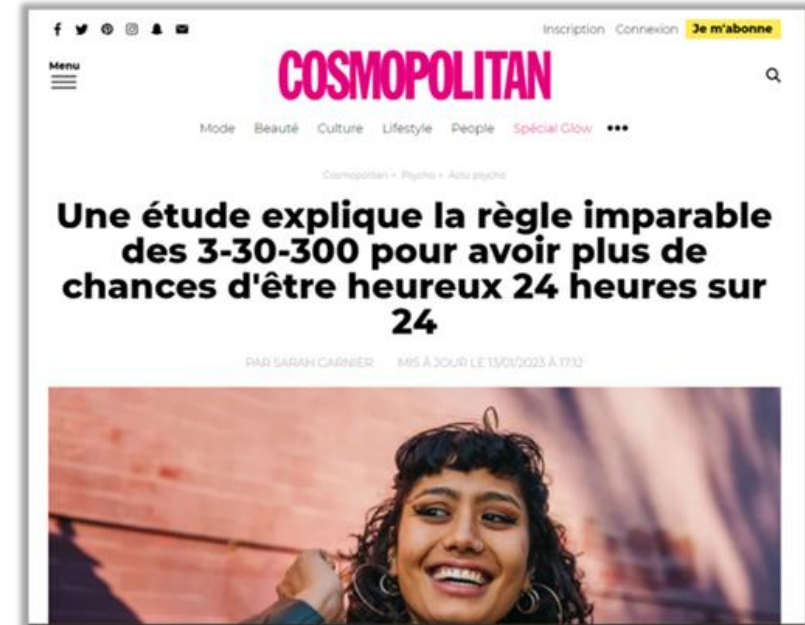 Inscription Connexion Je m'abonne
Menu
COSMOPOLITAN
Mode Beauté Culture Lifestyle People Spécial Glow •••
Cosmopolitan > Psycho > Actu psycho
Une étude explique la règle imparable
des 3-30-300 pour avoir plus de
chances d'être heureux 24 heures sur
24
PAR SARAH GARNIER MIS À JOUR LE 13/01/2023 À 17:12